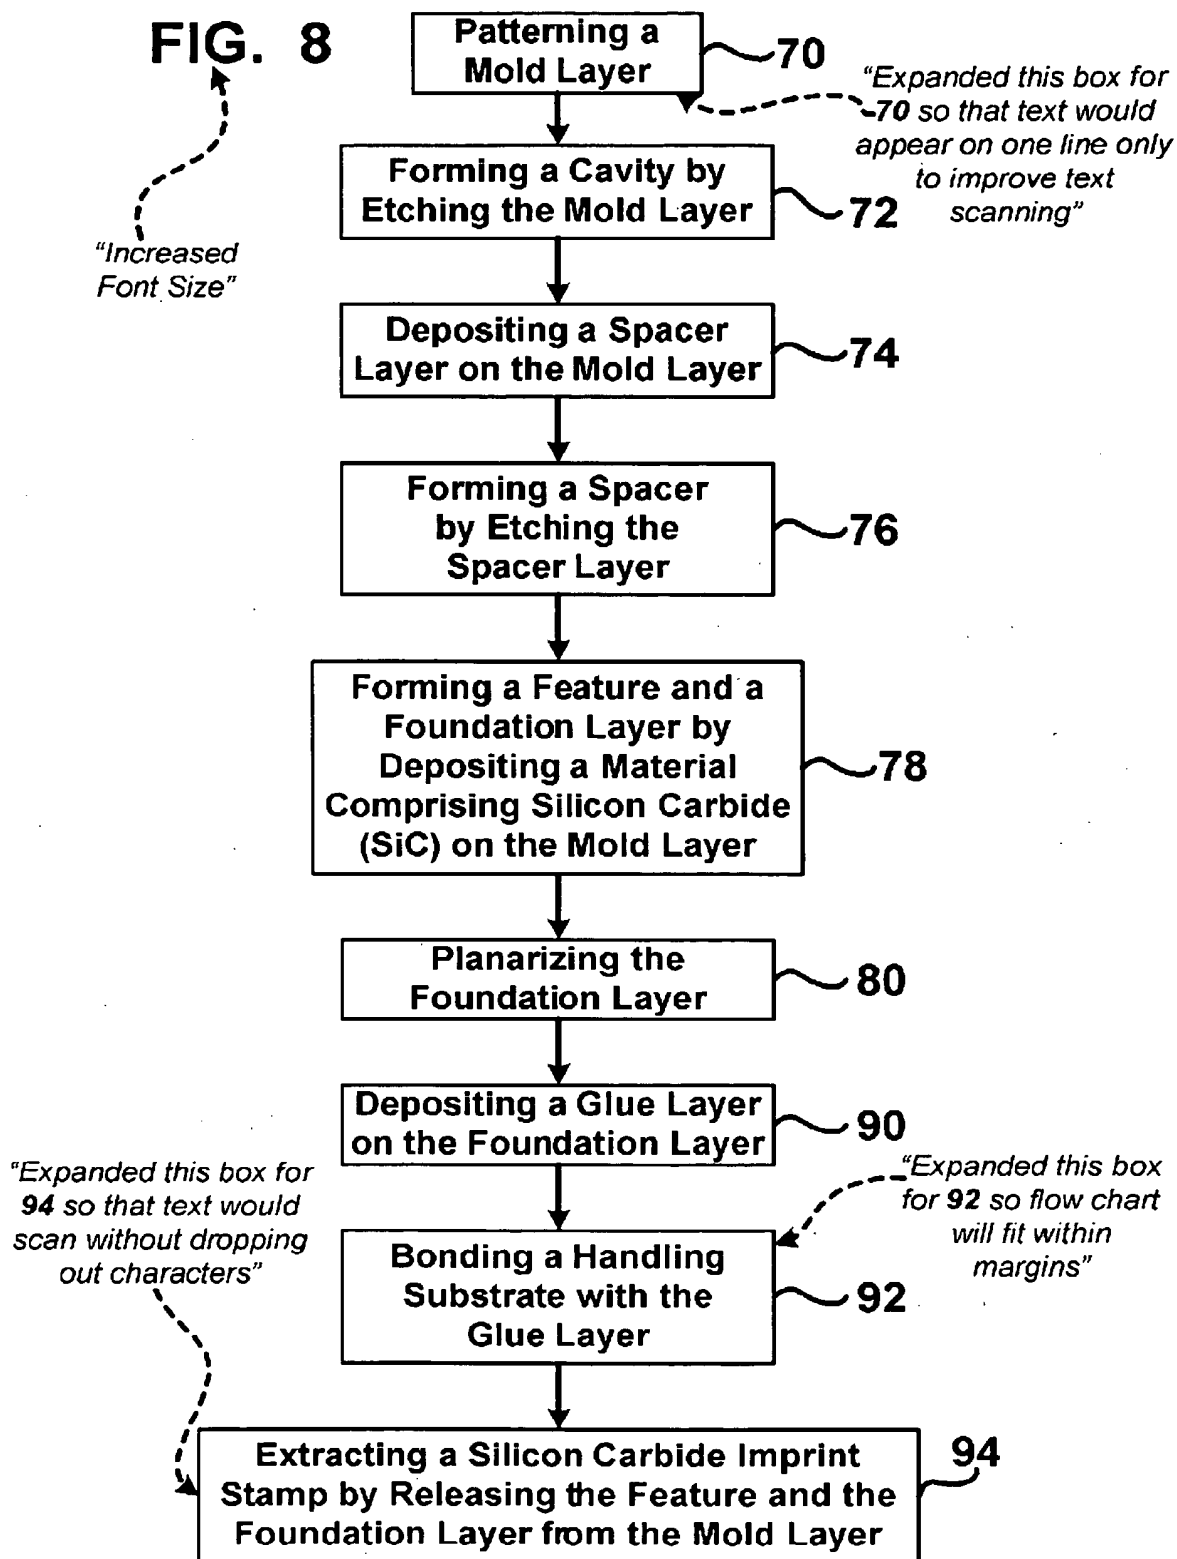 FIG. 8
Patterning a
Mold Layer
70
"Expanded this box for
70 so that text would
appear on one line only
to improve text
scanning"
Forming a Cavity by
Etching the Mold Layer
72
"Increased
Font Size"
Depositing a Spacer
Layer on the Mold Layer
74
Forming a Spacer
by Etching the
Spacer Layer
76
Forming a Feature and a
Foundation Layer by
Depositing a Material
Comprising Silicon Carbide
(SiC) on the Mold Layer
78
Planarizing the
Foundation Layer
80
Depositing a Glue Layer
on the Foundation Layer
90
"Expanded this box for
94 so that text would
scan without dropping
out characters"
"Expanded this box
for 92 so flow chart
will fit within
margins"
Bonding a Handling
Substrate with the
Glue Layer
92
Extracting a Silicon Carbide Imprint
Stamp by Releasing the Feature and the
Foundation Layer from the Mold Layer
94